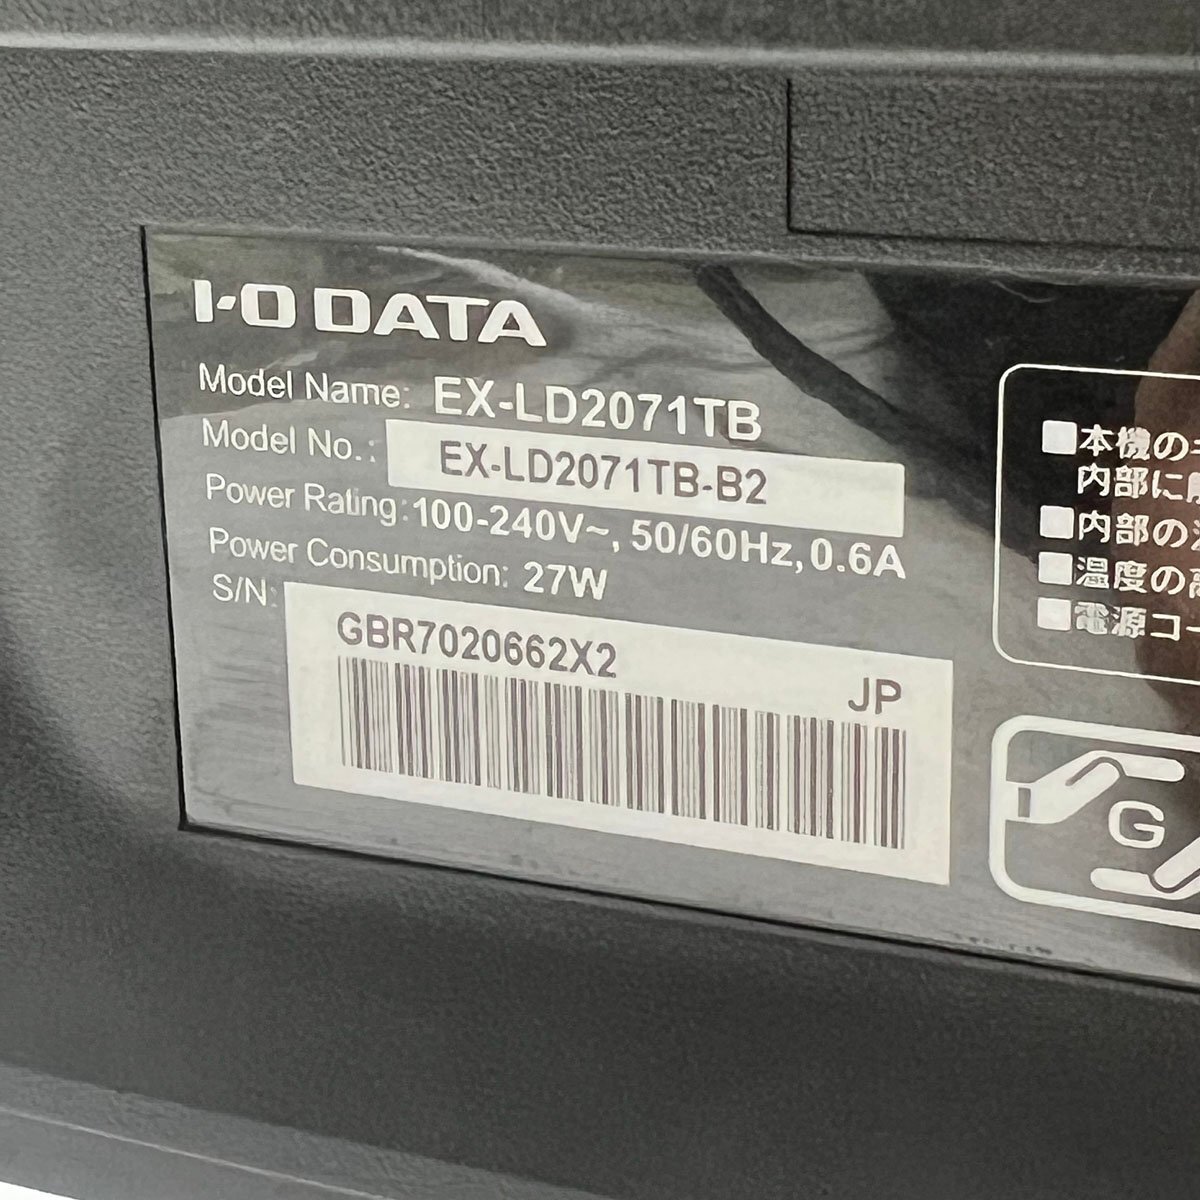 I-O DATA
Model Name: EX-LD2071TB
Model No.: EX-LD2071TB-B2
Power Rating:100-240V~, 50/60Hz, 0.6A
Power Consumption: 27W
S/N: GBR7020662X2
JP
■本機の
内部に
■内部の
■温度の高
■電源コー
G